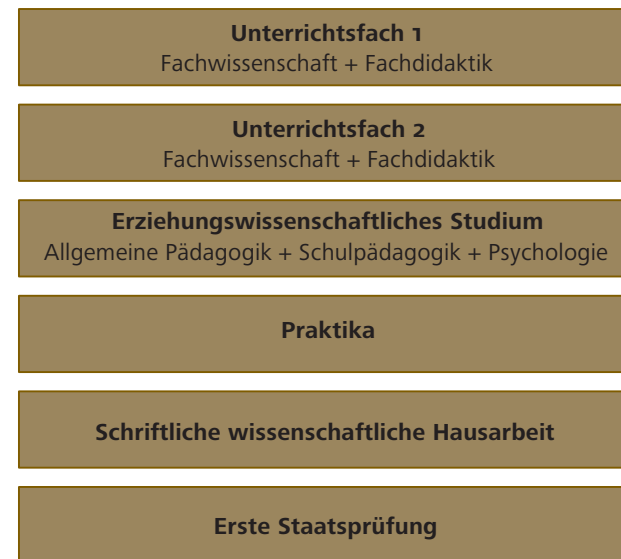 Unterrichtsfach 1
Fachwissenschaft + Fachdidaktik
Unterrichtsfach 2
Fachwissenschaft + Fachdidaktik
Erziehungswissenschaftliches Studium
Allgemeine Pädagogik + Schulpädagogik + Psychologie
Praktika
Schriftliche wissenschaftliche Hausarbeit
Erste Staatsprüfung